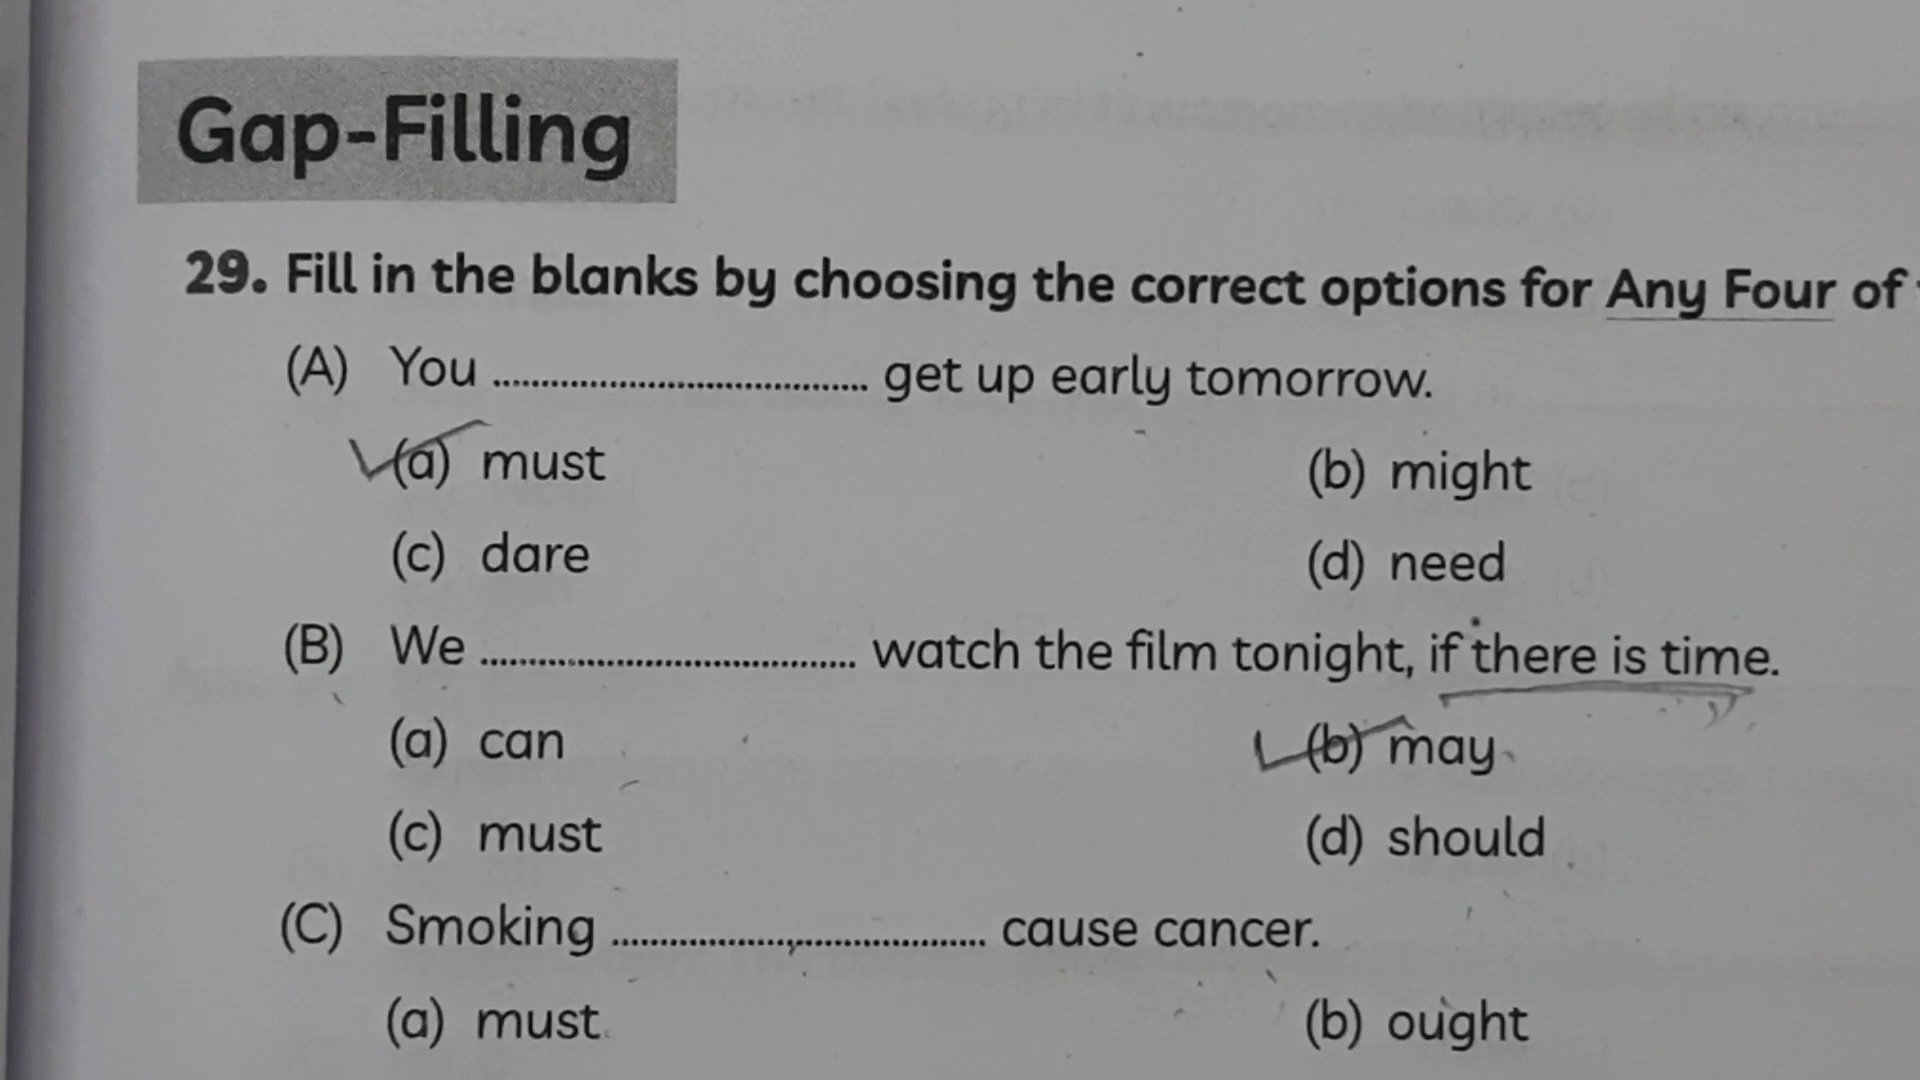 Gap-Filling
29. Fill in the blanks by choosing the correct options for Any Four of
(A) You ........................................ get up early tomorrow.
(a) must (b) might
(c) dare (d) need
(B) We ........................................ watch the film tonight, if there is time.
(a) can (b) may
(c) must (d) should
(C) Smoking ........................................ cause cancer.
(a) must (b) ought